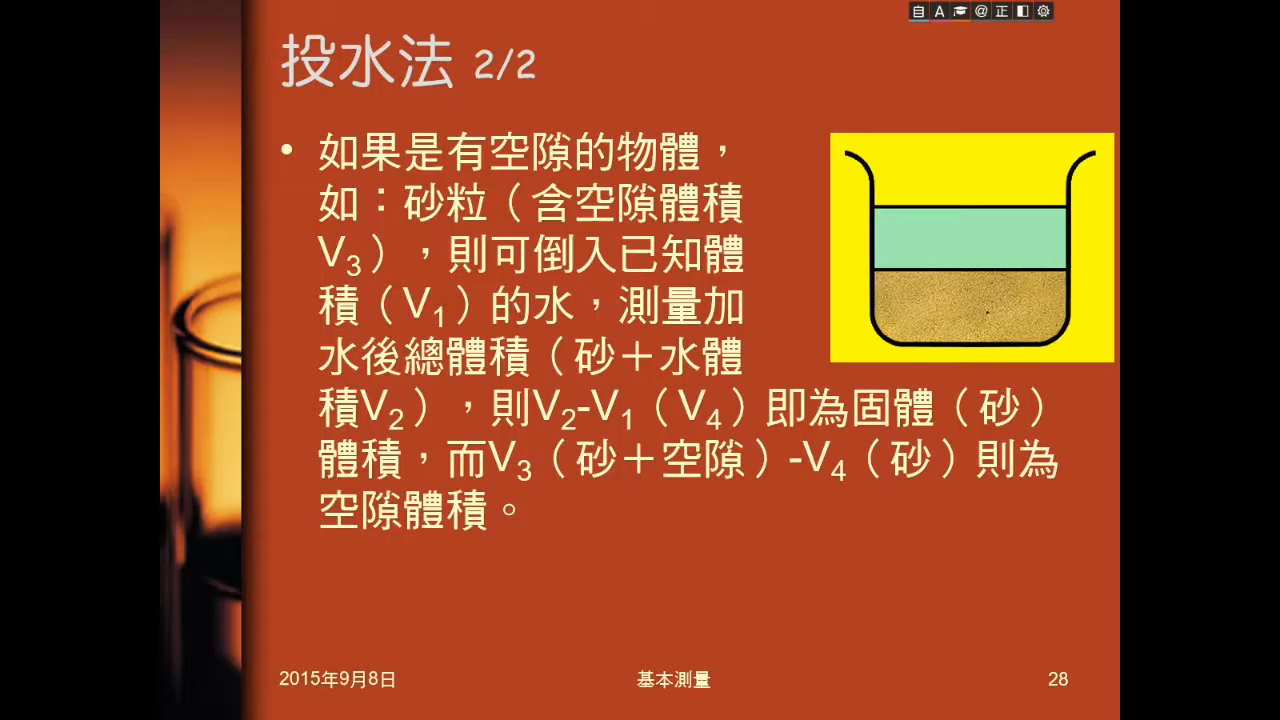 自 A @ 正
投水法 2/2
• 如果是有空隙的物體，
如：砂粒（含空隙體積
V₃），則可倒入已知體
積（V₁）的水，測量加
水後總體積（砂＋水體
積V₂），則V₂-V₁（V₄）即為固體（砂）
體積，而V₃（砂＋空隙）-V₄（砂）則為
空隙體積。
2015年9月8日 基本測量 28